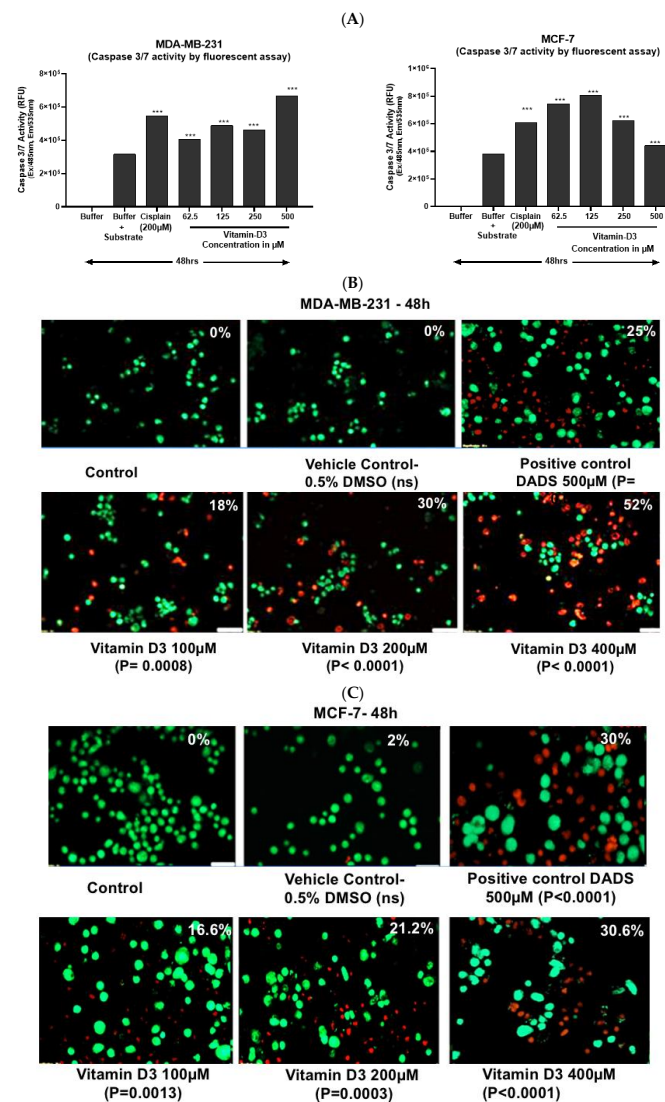 (A)
MDA-MB-231
(Caspase 3/7 activity by fluorescent assay)
Caspase 3/7 Activity (RFU)
(Ex/485nm, Em/535nm)
8×10⁵
6×10⁵
4×10⁵
2×10⁵
0
***
***
***
***
***
Buffer
Buffer
+
Substrate
Cisplain
(200µM)
62.5
125
250
500
Vitamin-D3
Concentration in µM
48hrs
MCF-7
(Caspase 3/7 activity by fluorescent assay)
Caspase 3/7 Activity (RFU)
(Ex/485nm, Em/535nm)
1×10⁶
8×10⁵
6×10⁶
4×10⁶
2×10⁶
0
***
***
***
***
***
Buffer
Buffer
+
Substrate
Cisplain
(200µM)
62.5
125
250
500
Vitamin-D3
Concentration in µM
48hrs
(B)
MDA-MB-231 - 48h
0%
0%
25%
Control
Vehicle Control-
0.5% DMSO (ns)
Positive control
DADS 500µM (P=
18%
30%
52%
Vitamin D3 100µM
(P= 0.0008)
Vitamin D3 200µM
(P< 0.0001)
Vitamin D3 400µM
(P< 0.0001)
(C)
MCF-7- 48h
0%
2%
30%
Control
Vehicle Control-
0.5% DMSO (ns)
Positive control DADS
500µM (P<0.0001)
16.6%
21.2%
30.6%
Vitamin D3 100µM
(P=0.0013)
Vitamin D3 200µM
(P=0.0003)
Vitamin D3 400µM
(P<0.0001)